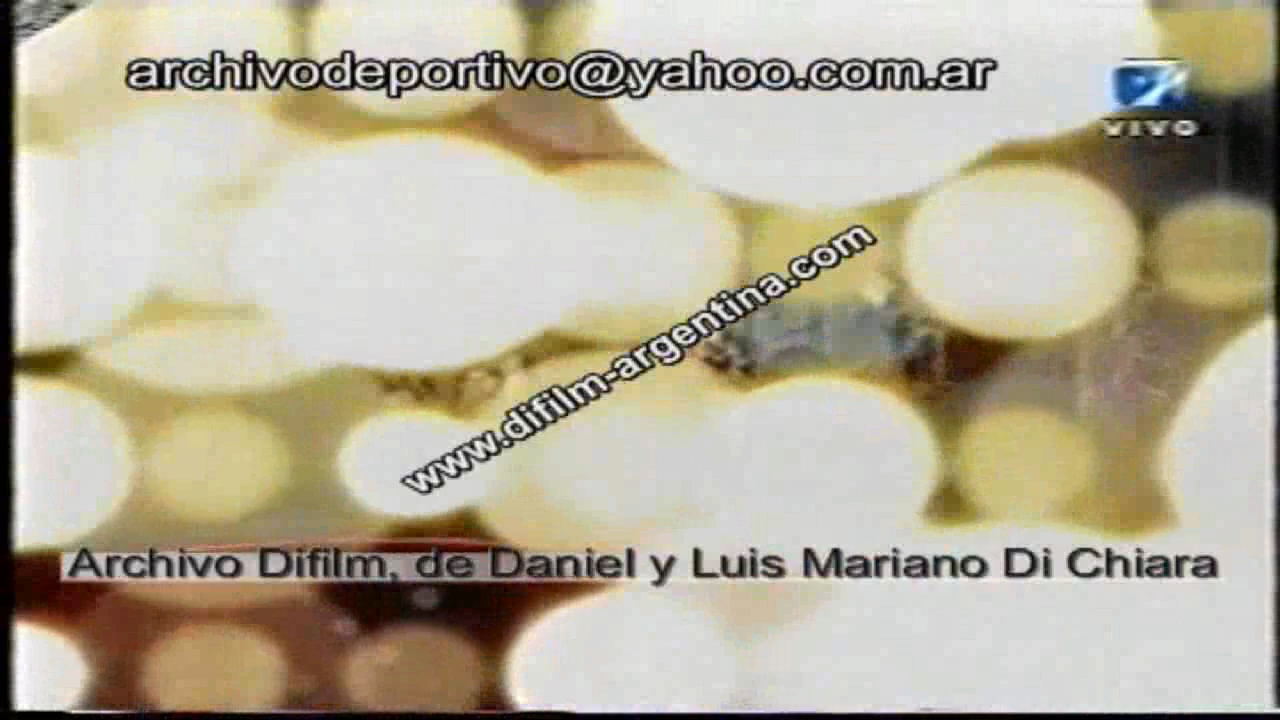 archivodeportivo@yahoo.com.ar
VIVO
www.difilm-argentina.com
Archivo Difilm, de Daniel y Luis Mariano Di Chiara